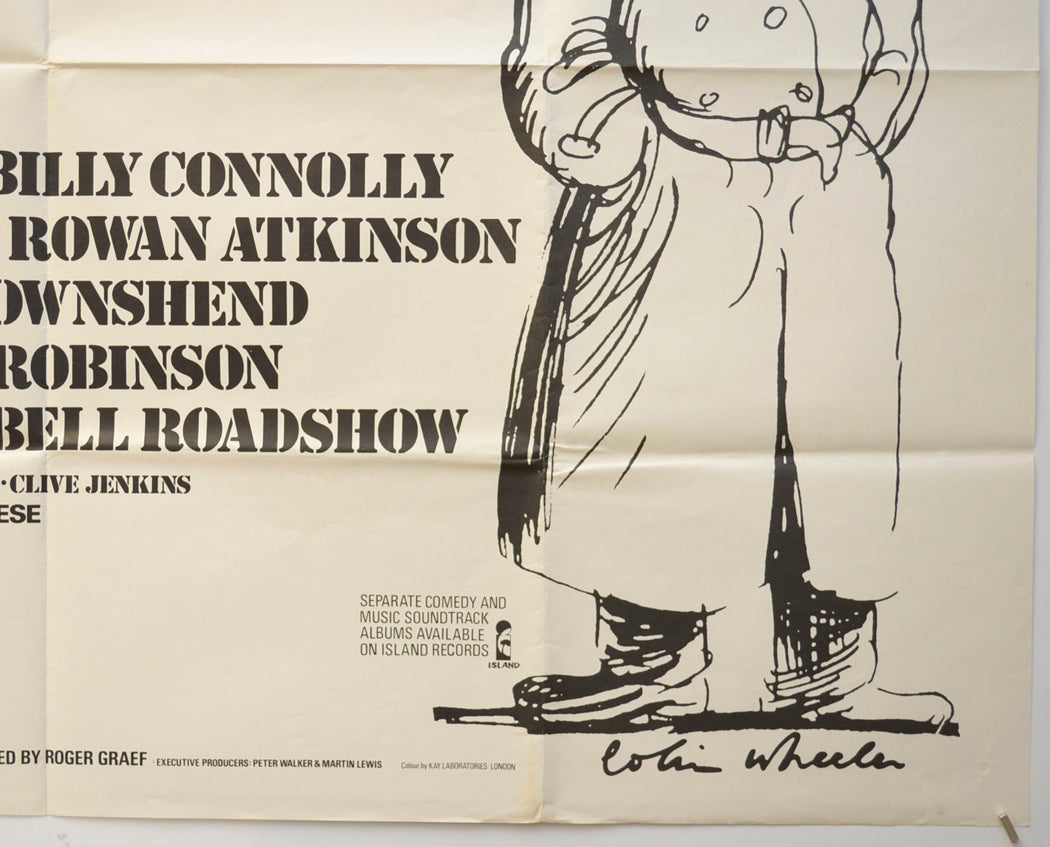 BILLY CONNOLLY
ROWAN ATKINSON
OWNSHEND
ROBINSON
BELL ROADSHOW
· CLIVE JENKINS
ESE
SEPARATE COMEDY AND
MUSIC SOUNDTRACK
ALBUMS AVAILABLE
ON ISLAND RECORDS
ISLAND
ED BY ROGER GRAEF · EXECUTIVE PRODUCERS: PETER WALKER & MARTIN LEWIS Colour by KAY LABORATORIES LONDON
Colin Wheeler